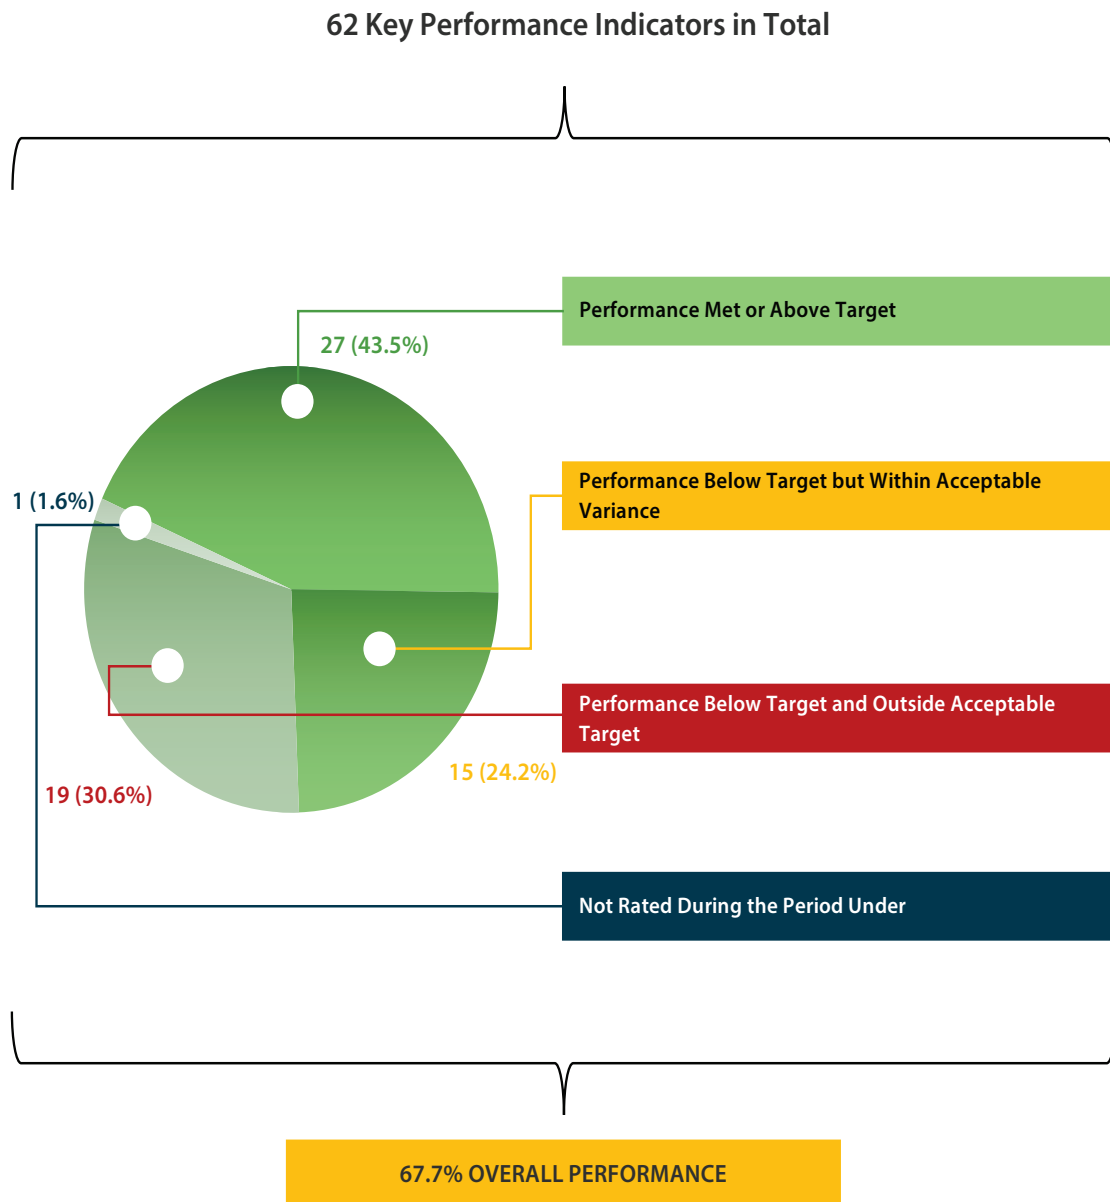 62 Key Performance Indicators in Total
Performance Met or Above Target
27 (43.5%)
Performance Below Target but Within Acceptable
Variance
1 (1.6%)
Performance Below Target and Outside Acceptable
Target
15 (24.2%)
19 (30.6%)
Not Rated During the Period Under
67.7% OVERALL PERFORMANCE